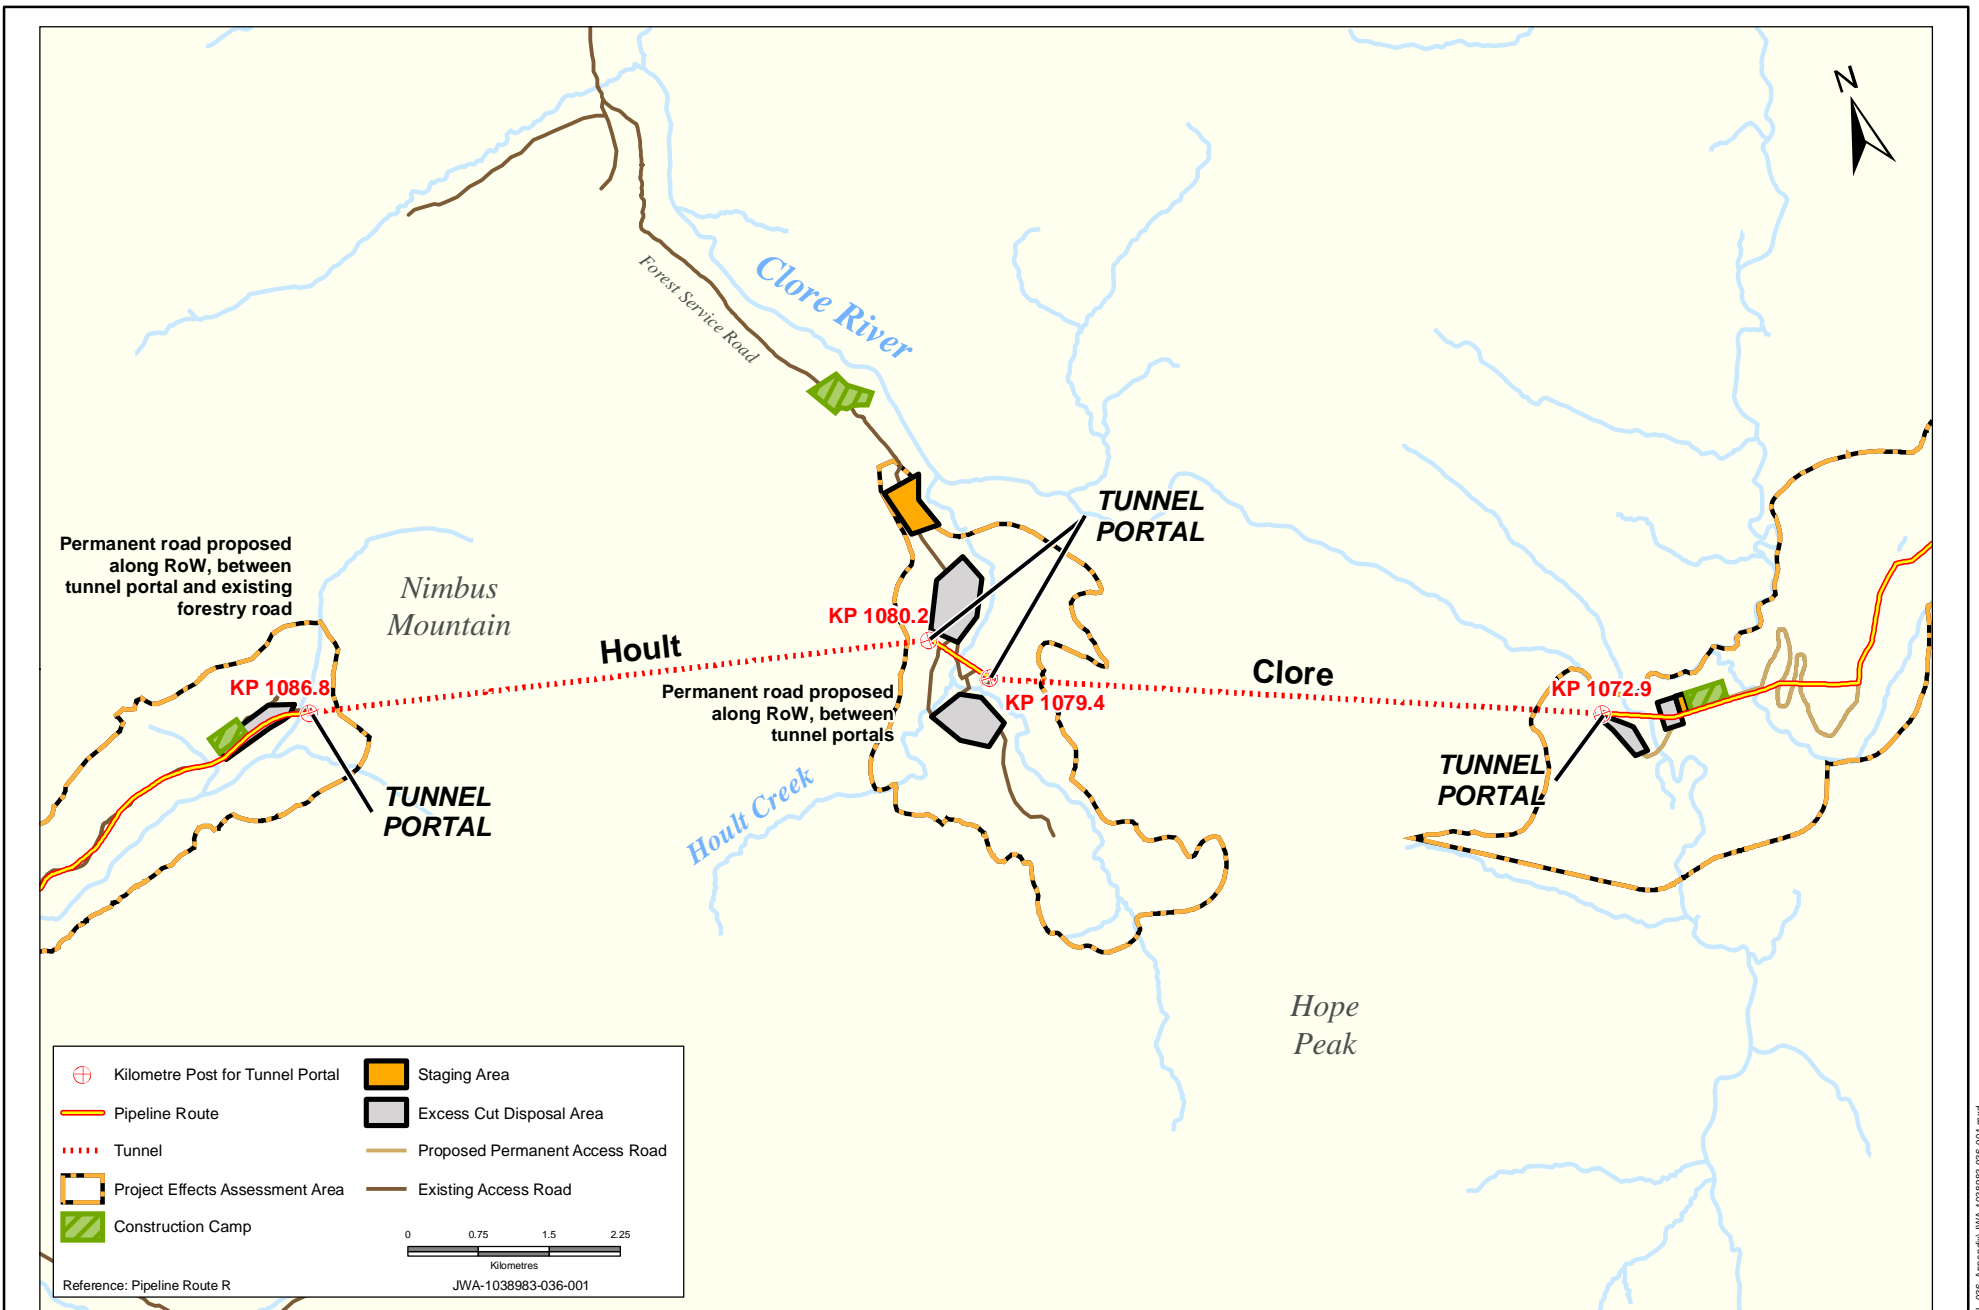 N
Clore River
Forest Service Road
TUNNEL
PORTAL
Permanent road proposed
along RoW, between
tunnel portal and existing
forestry road
Nimbus
Mountain
KP 1080.2
Hoult
Clore
KP 1086.8
Permanent road proposed
along RoW, between
tunnel portals
KP 1079.4
KP 1072.9
TUNNEL
PORTAL
TUNNEL
PORTAL
Hoult Creek
Hope
Peak
Kilometre Post for Tunnel Portal
Pipeline Route
Tunnel
Project Effects Assessment Area
Construction Camp
Staging Area
Excess Cut Disposal Area
Proposed Permanent Access Road
Existing Access Road
0 0.75 1.5 2.25
Kilometres
Reference: Pipeline Route R
JWA-1038983-036-001